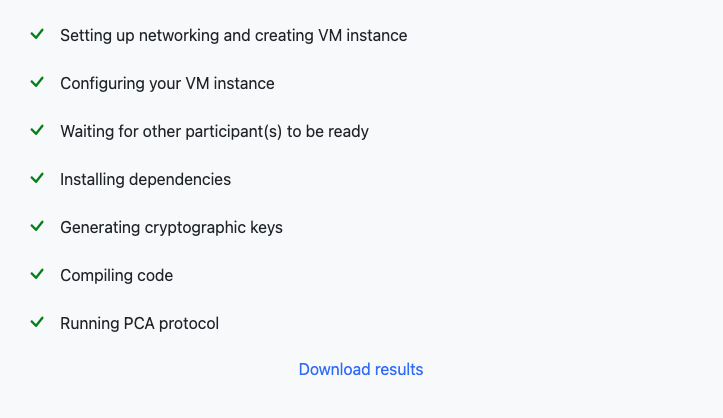 Setting up networking and creating VM instance
Configuring your VM instance
Waiting for other participant(s) to be ready
Installing dependencies
Generating cryptographic keys
Compiling code
Running PCA protocol
Download results